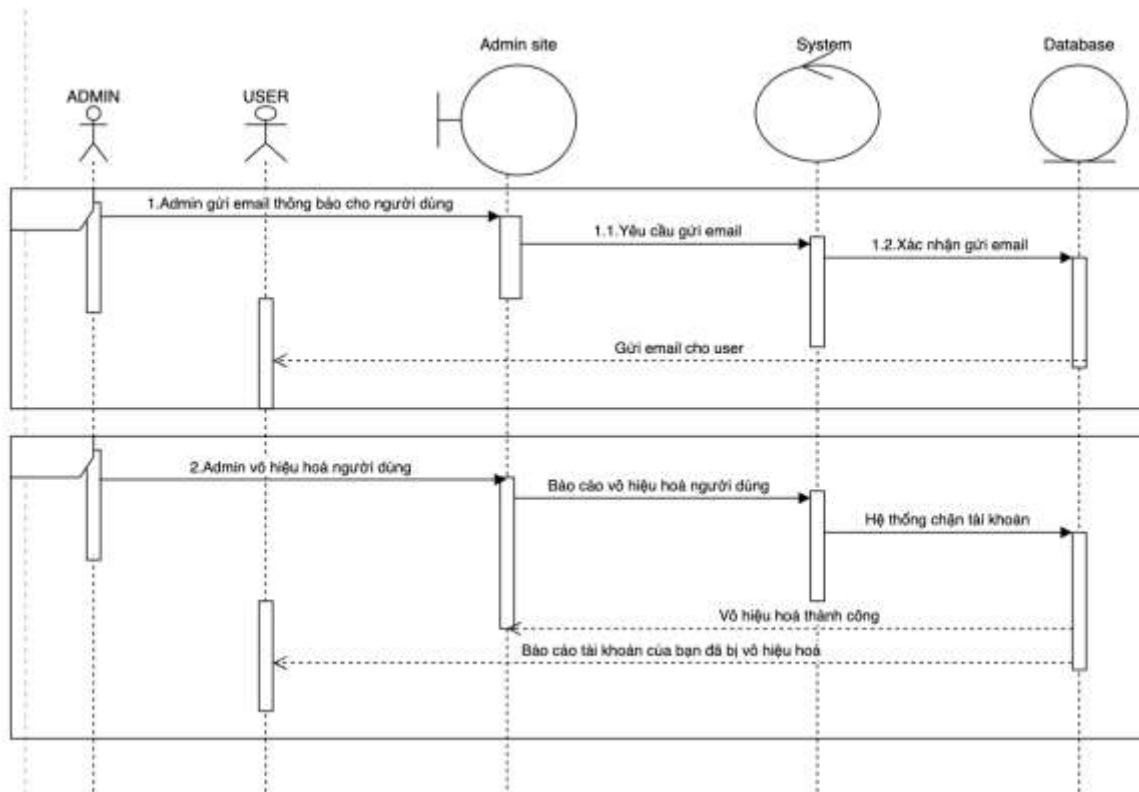 Admin site
System
Database
ADMIN
USER
1.Admin gửi email thông báo cho người dùng
1.1.Yêu cầu gửi email
1.2.Xác nhận gửi email
Gửi email cho user
2.Admin vô hiệu hoá người dùng
Báo cáo vô hiệu hoá người dùng
Hệ thống chặn tài khoản
Vô hiệu hoá thành công
Báo cáo tài khoản của bạn đã bị vô hiệu hoá